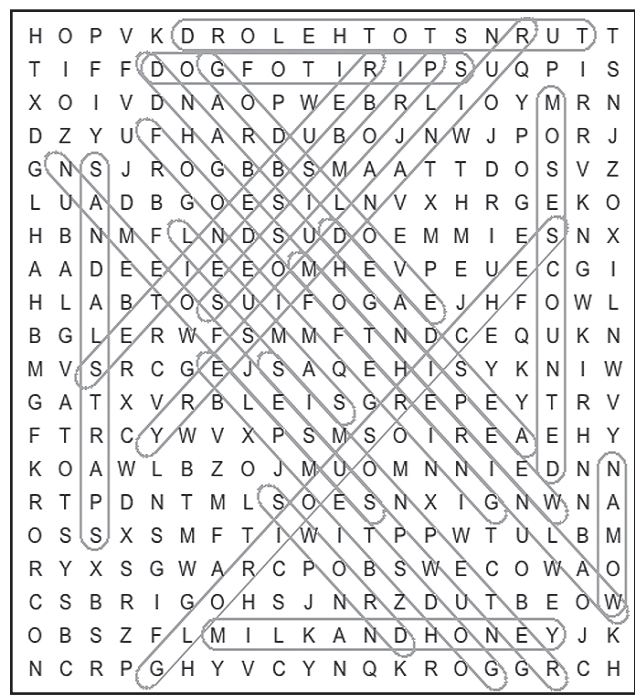 H O P V K D R O L E H T O T S N R U T T
T I F F D O G F O T I R I P S U Q P I S
X O I V D N A O P W E B R L I O Y M R N
D Z Y U F H A R D U B O J N W J P O R J
G N S J R O G B B S M A A T T D O S V Z
L U A D B G O E S I L N V X H R G E K O
H B N M F L N D S U D O E M M I E S N X
A A D E E I E E O M H E V P E U E C G I
H L A B T O S U I F O G A E J H F O W L
B G L E R W F S M M F T N D C E Q U K N
M V S R C G E J S A Q E H I S Y K N I W
G A T X V R B L E I S G R E P E Y T R V
F T R C Y W V X P S M S O I R E A E H Y
K O A W L B Z O J M U O M N N I E D N N
R T P D N T M L S O E S N X I G N W N A
O S S X S M F T I W I T P P W T U L B M
R Y X S G W A R C P O B S W E C O W A O
C S B R I G O H S J N R Z D U T B E O W
O B S Z F L M I L K A N D H O N E Y J K
N C R P G H Y V C Y N Q K R O G G R C H